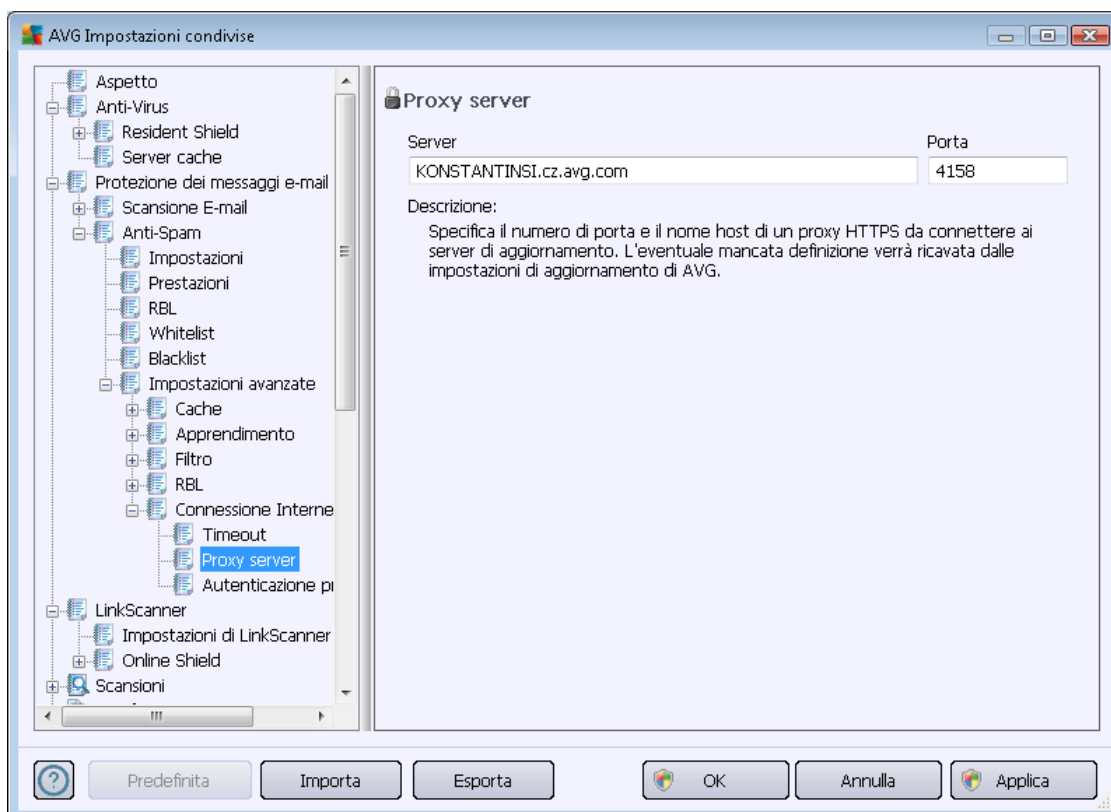 AVG Impostazioni condivise
Aspetto
Anti-Virus
Resident Shield
Server cache
Protezione dei messaggi e-mail
Scansione E-mail
Anti-Spam
Impostazioni
Prestazioni
RBL
Whitelist
Blacklist
Impostazioni avanzate
Cache
Apprendimento
Filtro
RBL
Connessione Interne
Timeout
Proxy server
Autenticazione
LinkScanner
Impostazioni di LinkScanner
Online Shield
Scansioni
Proxy server
Server Porta
KONSTANTINSI.cz.avg.com 4158
Descrizione:
Specifica il numero di porta e il nome host di un proxy HTTPS da connettere ai
server di aggiornamento. L'eventuale mancata definizione verrà ricavata dalle
impostazioni di aggiornamento di AVG.
Predefinita Importa Esporta OK Annulla Applica